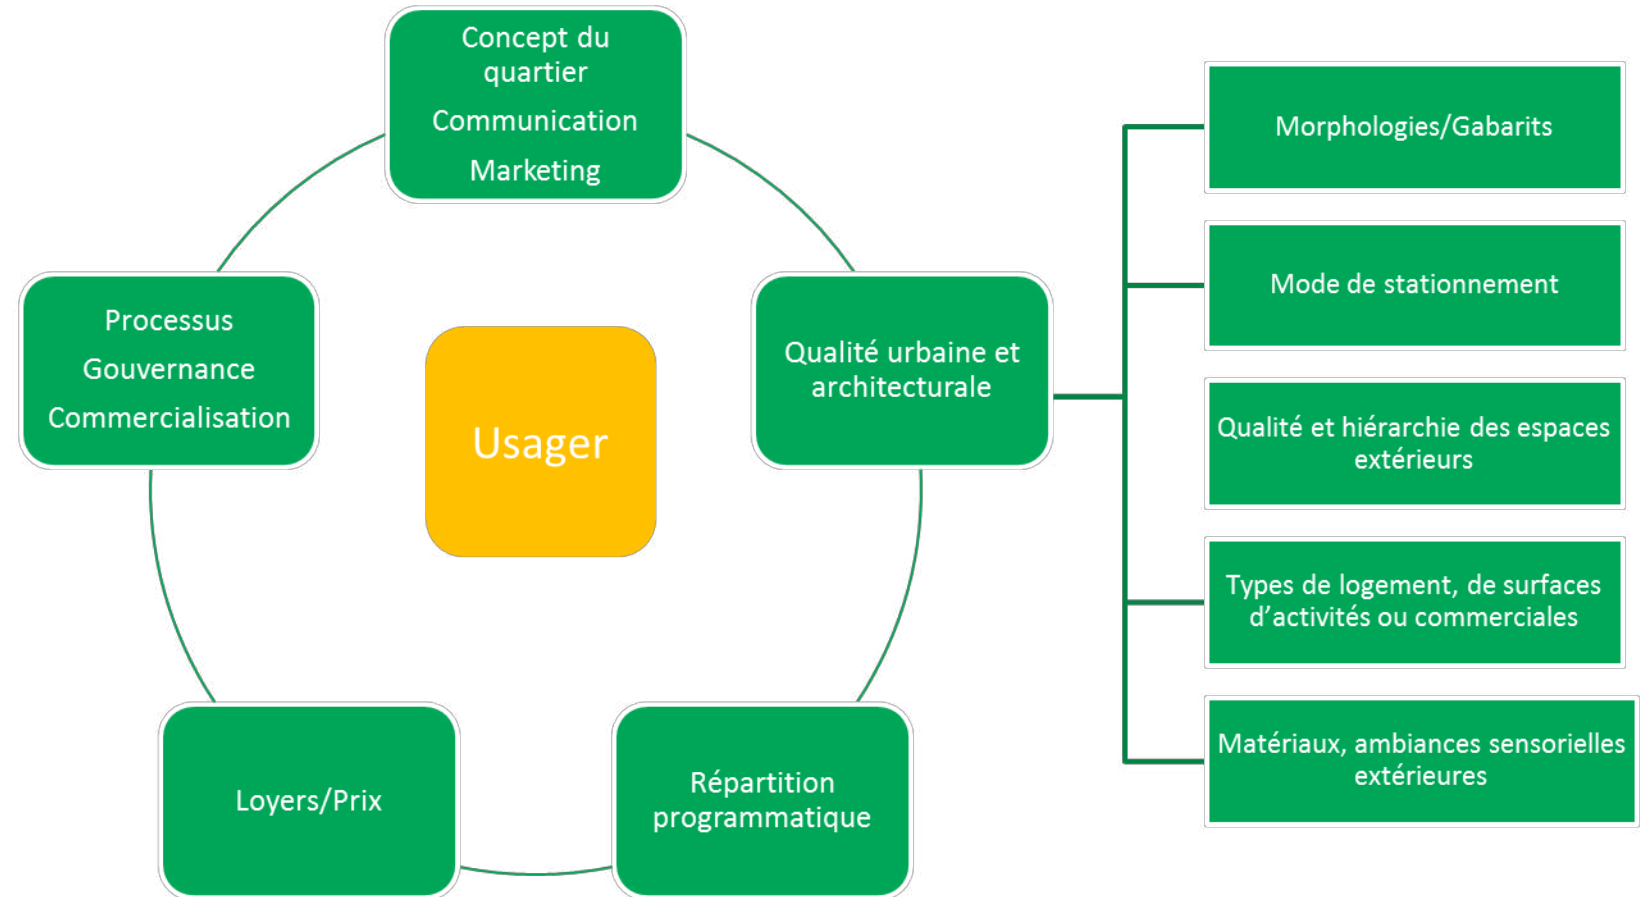 Concept du
quartier
Communication
Marketing
Processus
Gouvernance
Commercialisation
Usager
Qualité urbaine et
architecturale
Loyers/Prix
Répartition
programmatique
Morphologies/Gabarits
Mode de stationnement
Qualité et hiérarchie des espaces
extérieurs
Types de logement, de surfaces
d’activités ou commerciales
Matériaux, ambiances sensorielles
extérieures